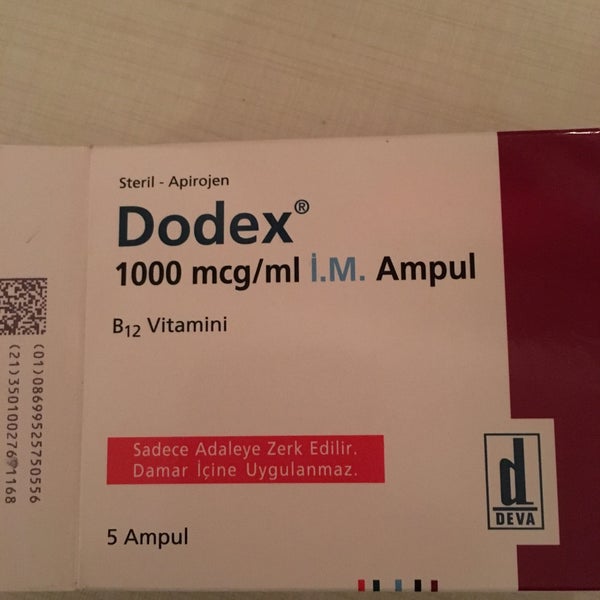 Steril - Apirojen
Dodex®
1000 mcg/ml İ.M. Ampul
B12 Vitamini
Sadece Adaleye Zerk Edilir.
Damar İçine Uygulanmaz.
5 Ampul
d
DEVA
(01)08699525750556